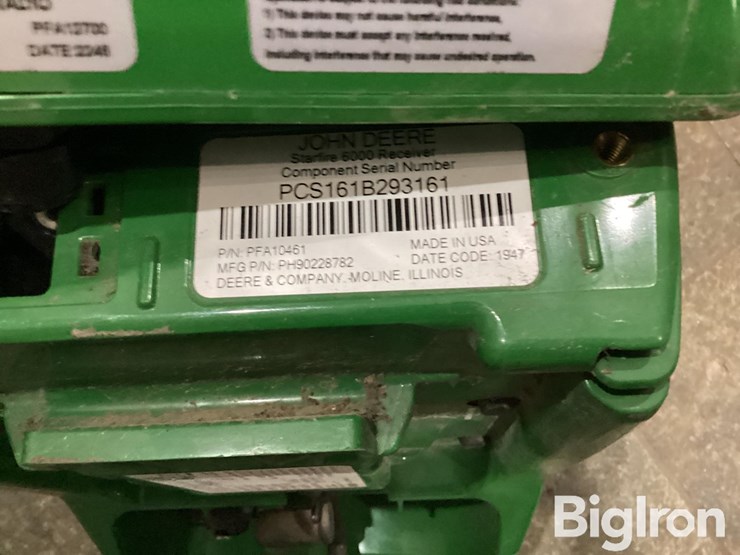 PFA12700
DATE:2246
1) This device may not cause harmful interference,
2) This device must accept any interference received,
including interference that may cause undesired operation.
JOHN DEERE
Starfire 6000 Receiver
Component Serial Number
PCS161B293161
P/N: PFA10461
MADE IN USA
MFG P/N: PH90228782
DATE CODE: 1947
DEERE & COMPANY. MOLINE, ILLINOIS
BigIron